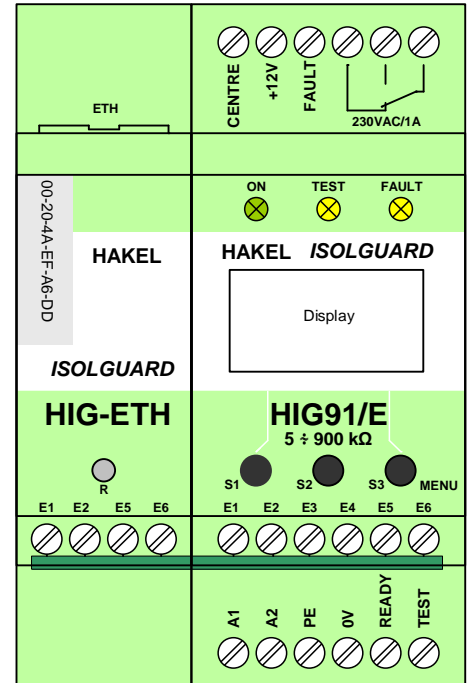 CENTRE +12V FAULT
230VAC/1A
ETH
00-20-4A-EF-A6-DD
ON TEST FAULT
HAKEL
HAKEL ISOLGUARD
Display
ISOLGUARD
HIG-ETH
HIG91/E
5 ÷ 900 kΩ
R
S1 S2 S3 MENU
E1 E2 E5 E6
E1 E2 E3 E4 E5 E6
A1 A2 PE 0V READY TEST